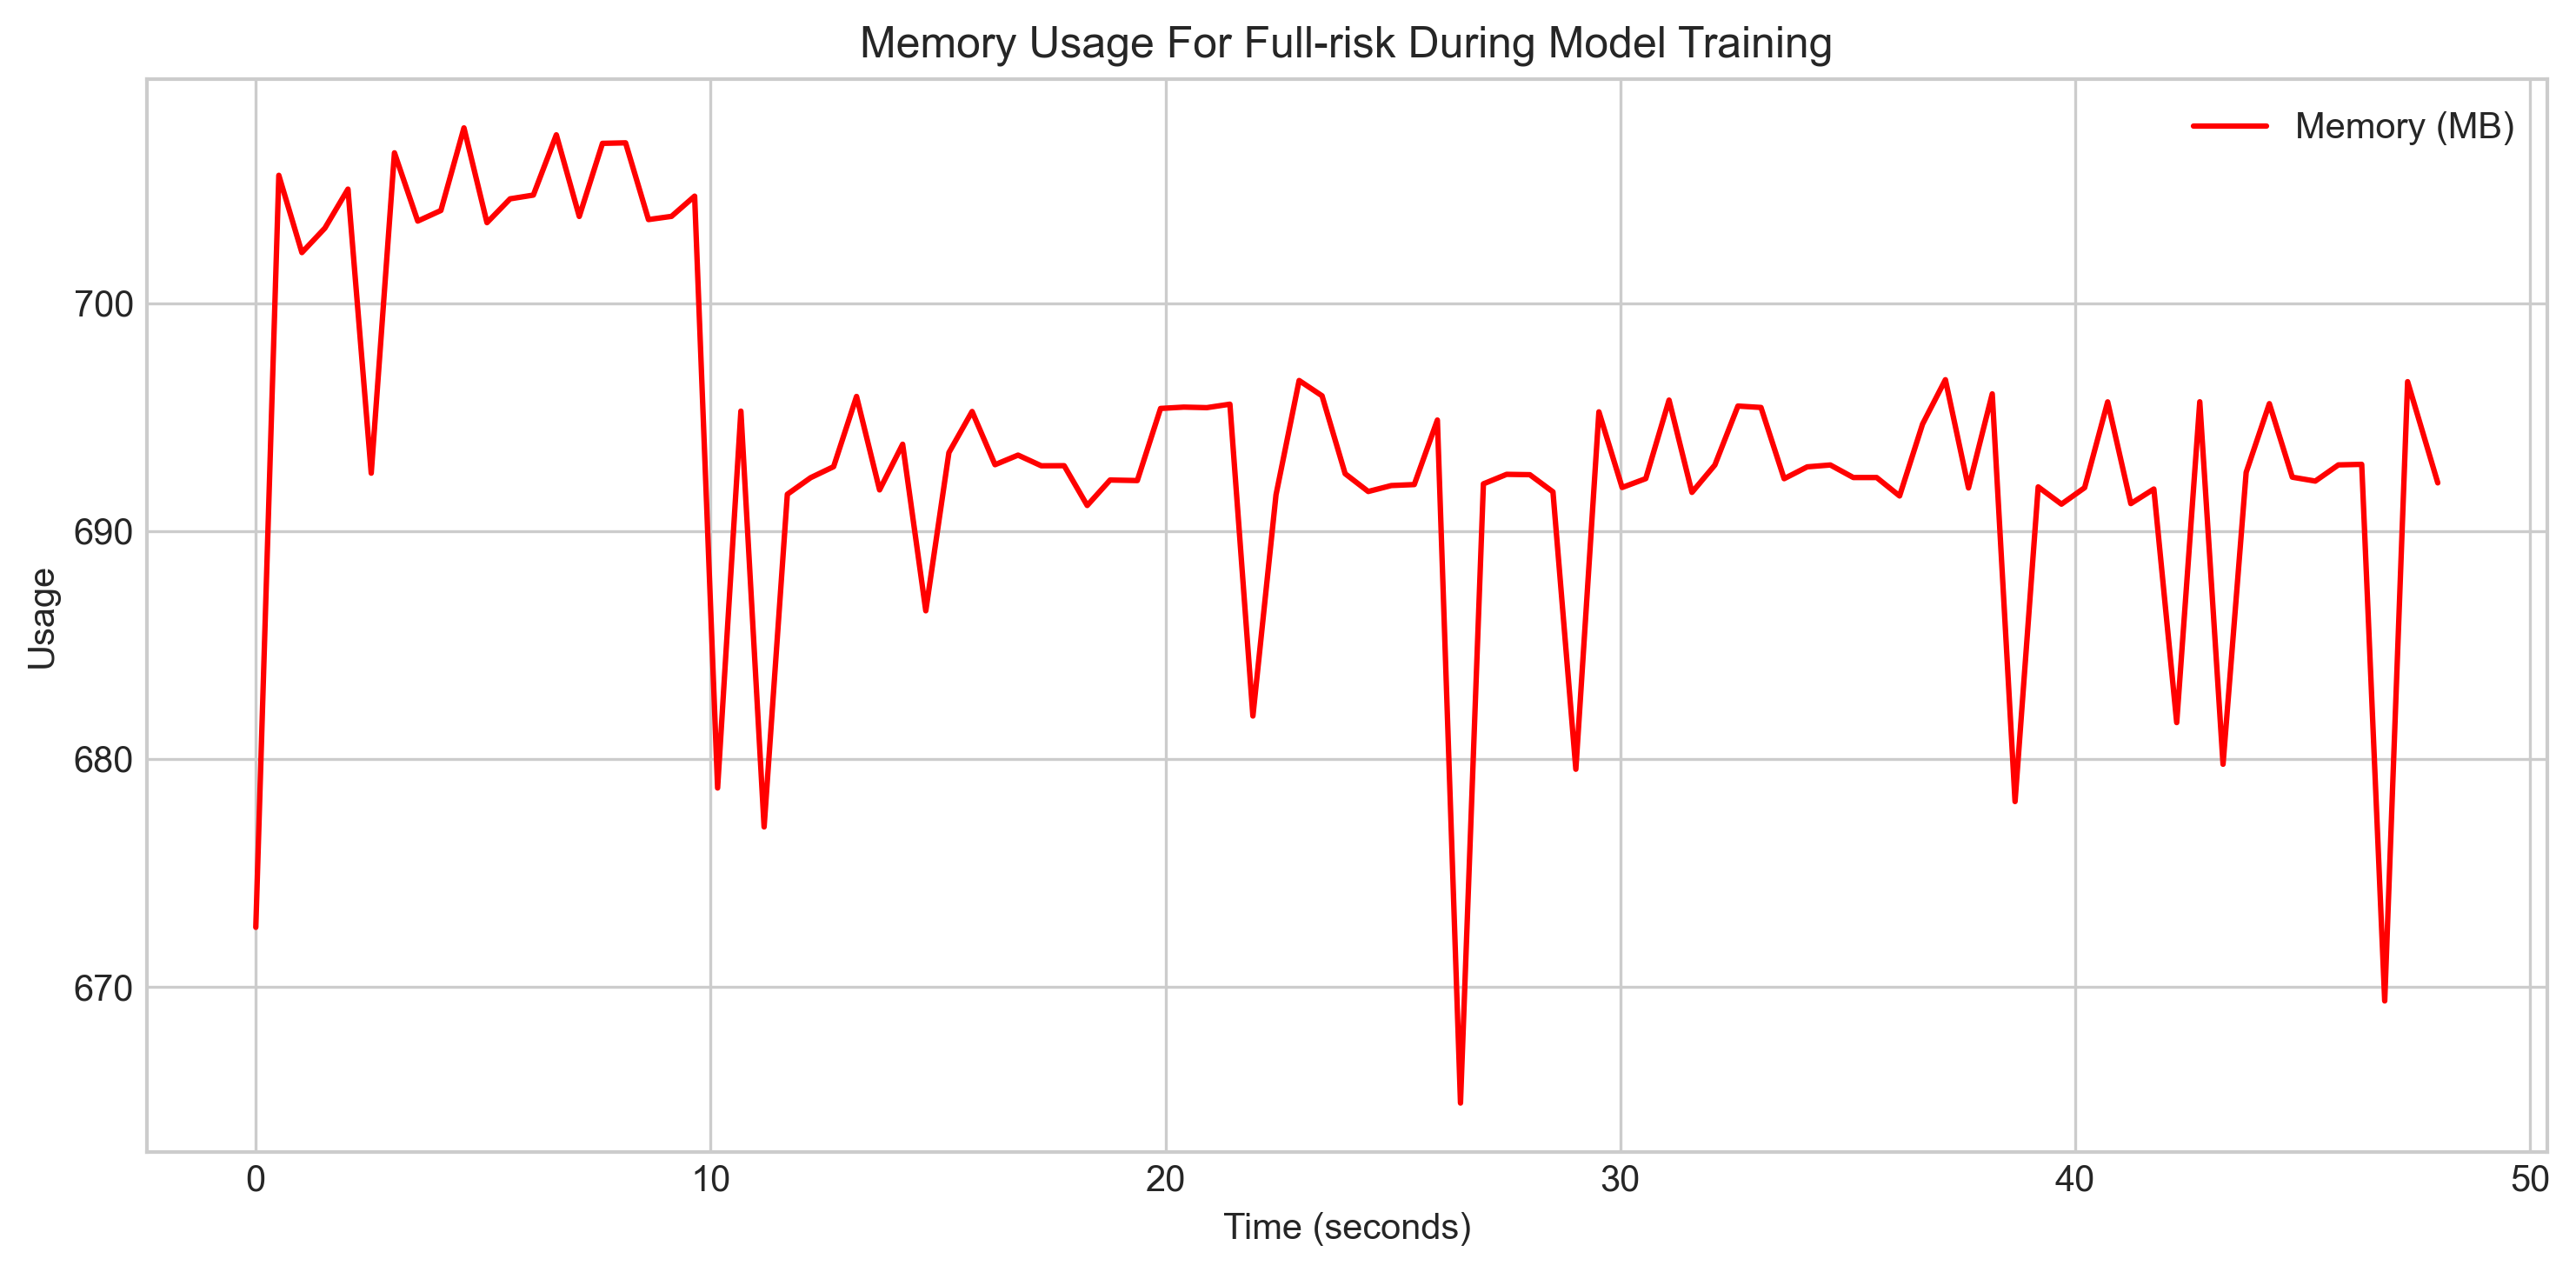 Memory Usage For Full-risk During Model Training
Memory (MB)
700
690
680
670
Usage
0 10 20 30 40 50
Time (seconds)